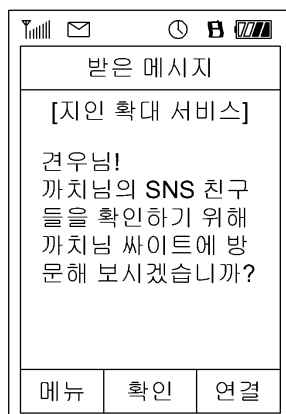 받은 메시지
[지인 확대 서비스]
견우님!
까치님의 SNS 친구
들을 확인하기 위해
까치님 싸이트에 방
문해 보시겠습니까?
메뉴 확인 연결